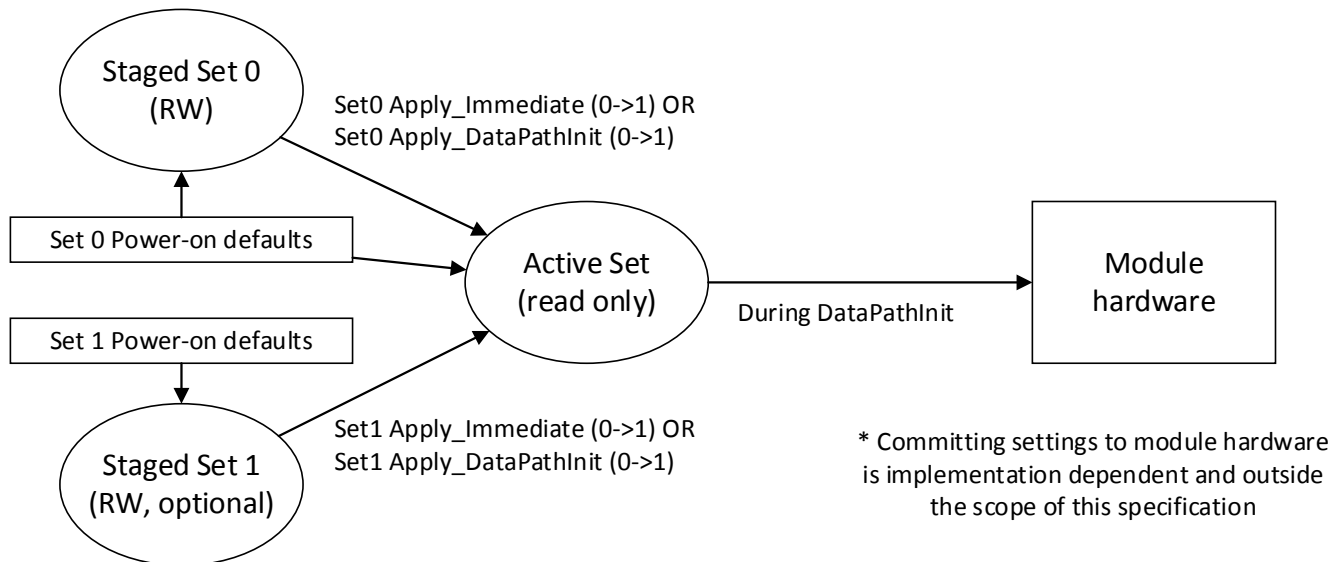 Staged Set 0
(RW)
Set0 Apply_Immediate (0->1) OR
Set0 Apply_DataPathInit (0->1)
Set 0 Power-on defaults
Active Set
(read only)
During DataPathInit
Module
hardware
Set 1 Power-on defaults
Set1 Apply_Immediate (0->1) OR
Set1 Apply_DataPathInit (0->1)
Staged Set 1
(RW, optional)
* Committing settings to module hardware
is implementation dependent and outside
the scope of this specification